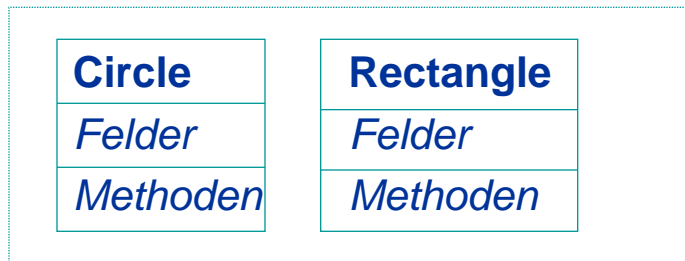 Circle
Felder
Methoden
Rectangle
Felder
Methoden